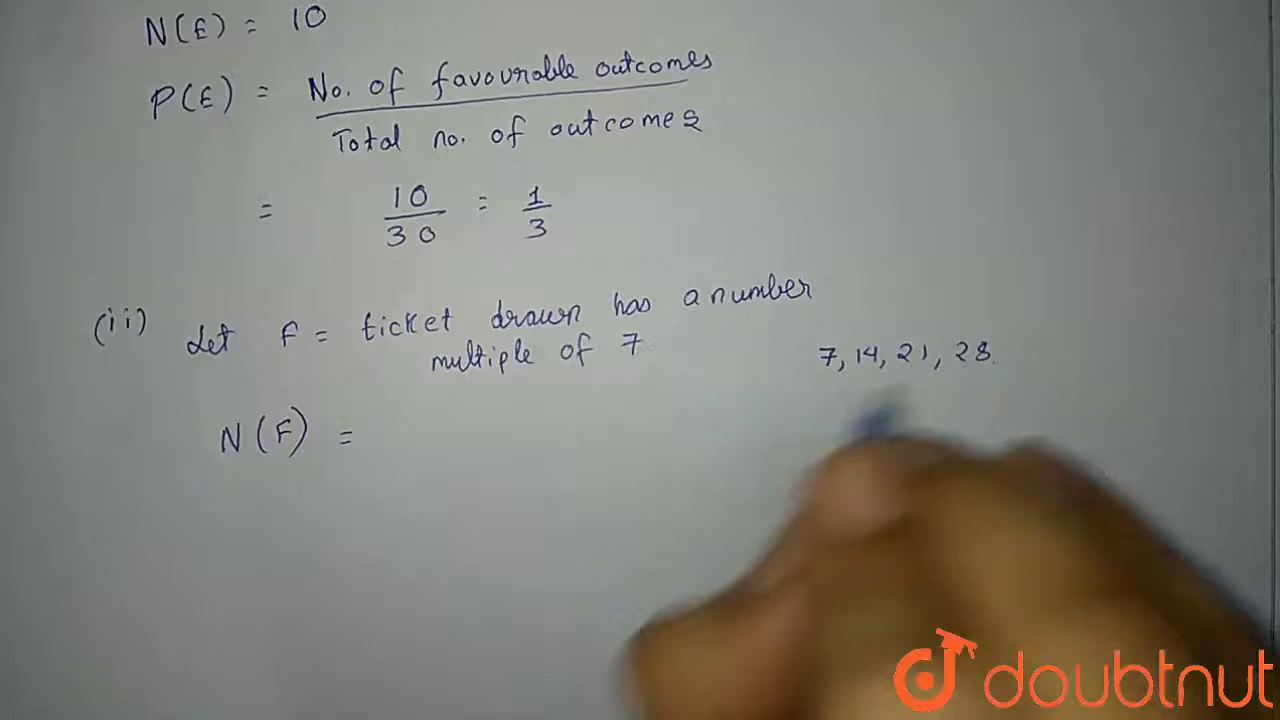 N(E) = 10
P(E) = No. of favourable outcomes
Total no. of outcomes
= 10/30 = 1/3
(ii) Let F = ticket drawn has a number
multiple of 7
7, 14, 21, 28.
N(F) =
doubtnut